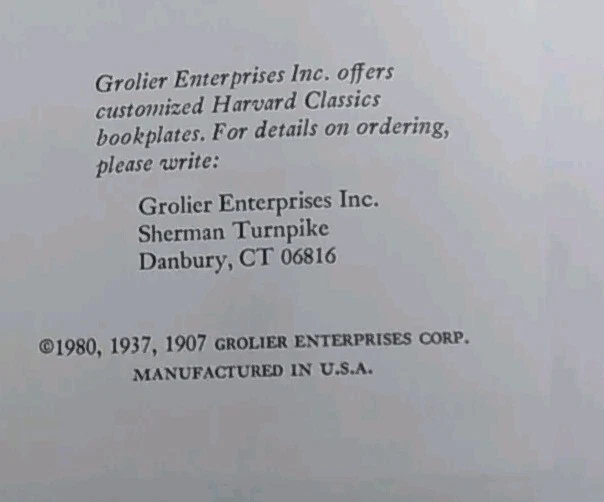 Grolier Enterprises Inc. offers
customized Harvard Classics
bookplates. For details on ordering,
please write:
Grolier Enterprises Inc.
Sherman Turnpike
Danbury, CT 06816
©1980, 1937, 1907 GROLIER ENTERPRISES CORP.
MANUFACTURED IN U.S.A.